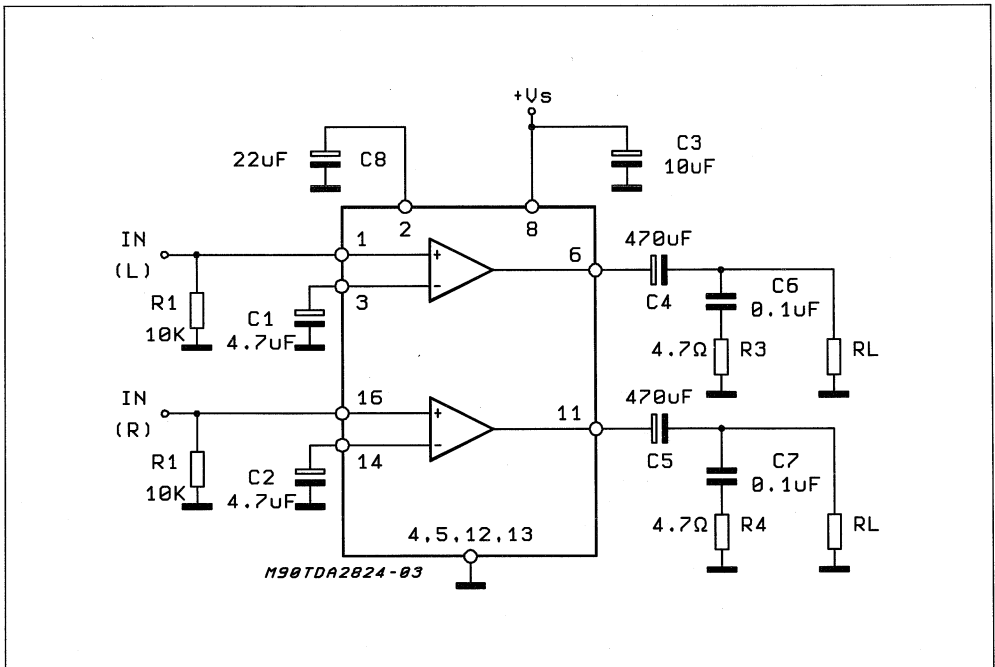 +Vs
22uF
C8
C3
10uF
2
8
IN
(L)
1
3
R1
10K
C1
4.7uF
6
470uF
C4
C6
0.1uF
4.7Ω
R3
RL
IN
(R)
16
14
R1
10K
C2
4.7uF
11
470uF
C5
C7
0.1uF
4.7Ω
R4
RL
4,5,12,13
M90TDA2824-03